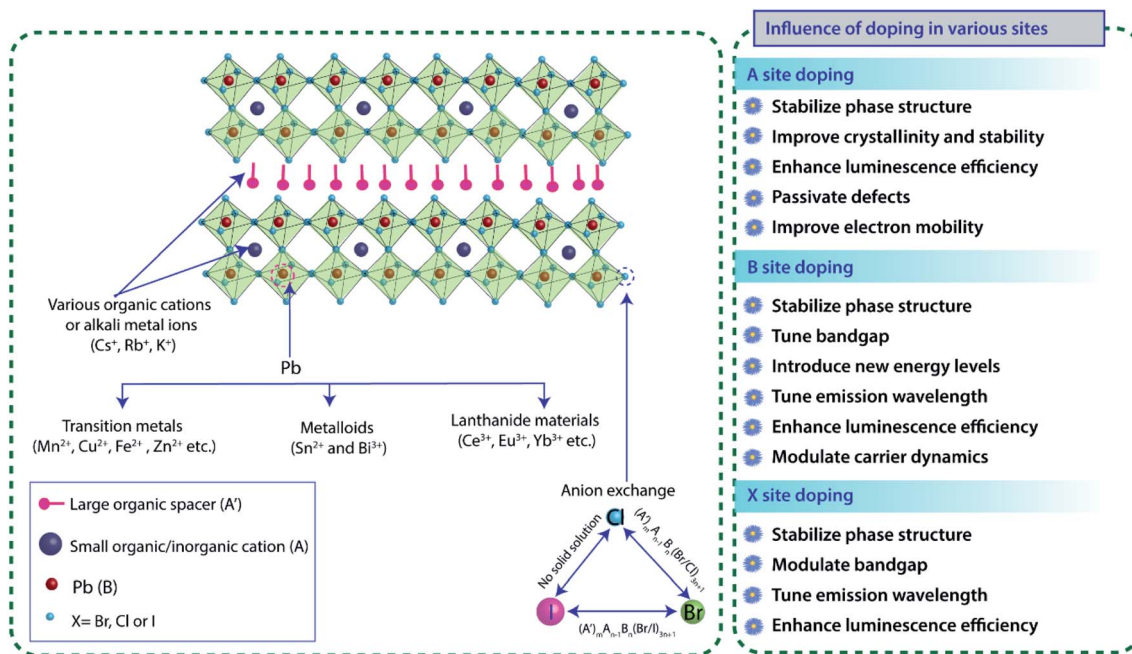 Various organic cations
or alkali metal ions
(Cs⁺, Rb⁺, K⁺)
Pb
Transition metals
(Mn²⁺, Cu²⁺, Fe²⁺ , Zn²⁺ etc.)
Metalloids
(Sn²⁺ and Bi³⁺)
Lanthanide materials
(Ce³⁺, Eu³⁺, Yb³⁺ etc.)
Large organic spacer (A')
Small organic/inorganic cation (A)
Pb (B)
X= Br, Cl or I
Anion exchange
Cl
No solid solution
(A')ₘAₙ₋₁Bₙ(Br/Cl)₃ₙ₊₁
I
Br
(A')ₘAₙ₋₁Bₙ(Br/I)₃ₙ₊₁
Influence of doping in various sites
A site doping
Stabilize phase structure
Improve crystallinity and stability
Enhance luminescence efficiency
Passivate defects
Improve electron mobility
B site doping
Stabilize phase structure
Tune bandgap
Introduce new energy levels
Tune emission wavelength
Enhance luminescence efficiency
Modulate carrier dynamics
X site doping
Stabilize phase structure
Modulate bandgap
Tune emission wavelength
Enhance luminescence efficiency